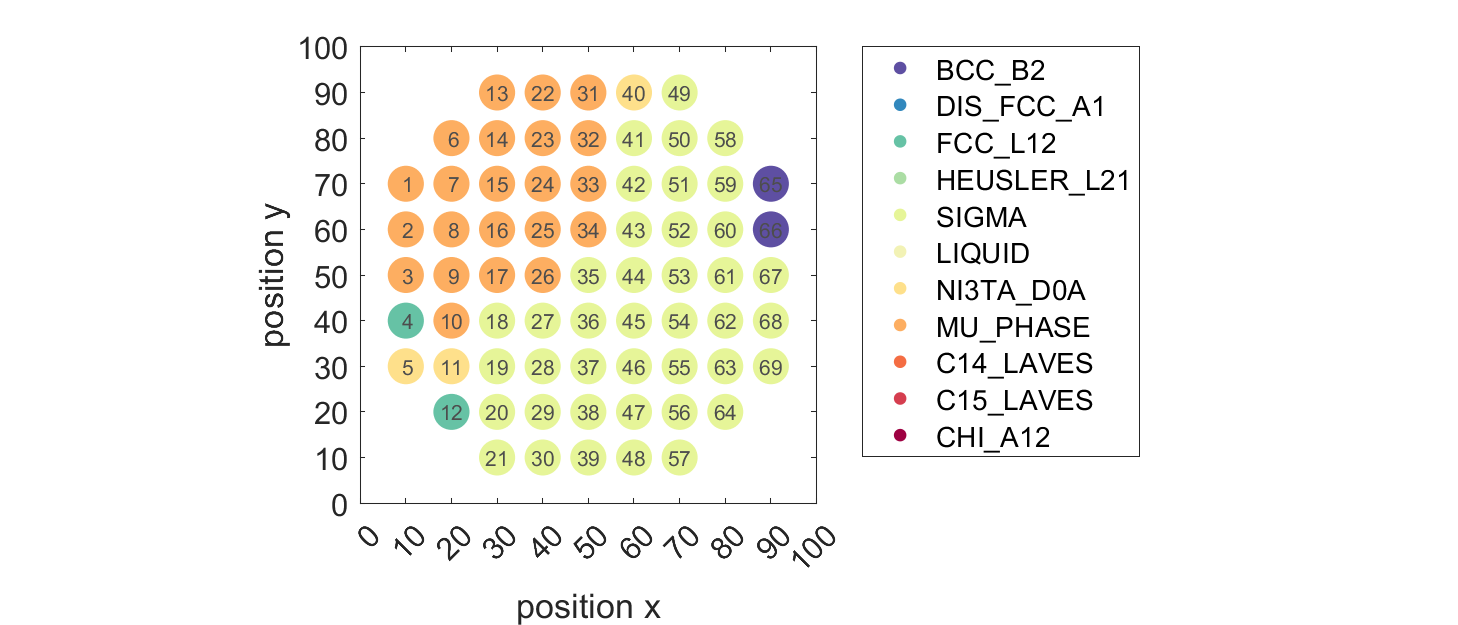 100
90 13 22 31 40 49
80 6 14 23 32 41 50 58
70 1 7 15 24 33 42 51 59 65
60 2 8 16 25 34 43 52 60 66
50 3 9 17 26 35 44 53 61 67
40 4 10 18 27 36 45 54 62 68
30 5 11 19 28 37 46 55 63 69
20 12 20 29 38 47 56 64
10 21 30 39 48 57
0
0 10 20 30 40 50 60 70 80 90 100
position x
position y
BCC_B2
DIS_FCC_A1
FCC_L12
HEUSLER_L21
SIGMA
LIQUID
NI3TA_D0A
MU_PHASE
C14_LAVES
C15_LAVES
CHI_A12